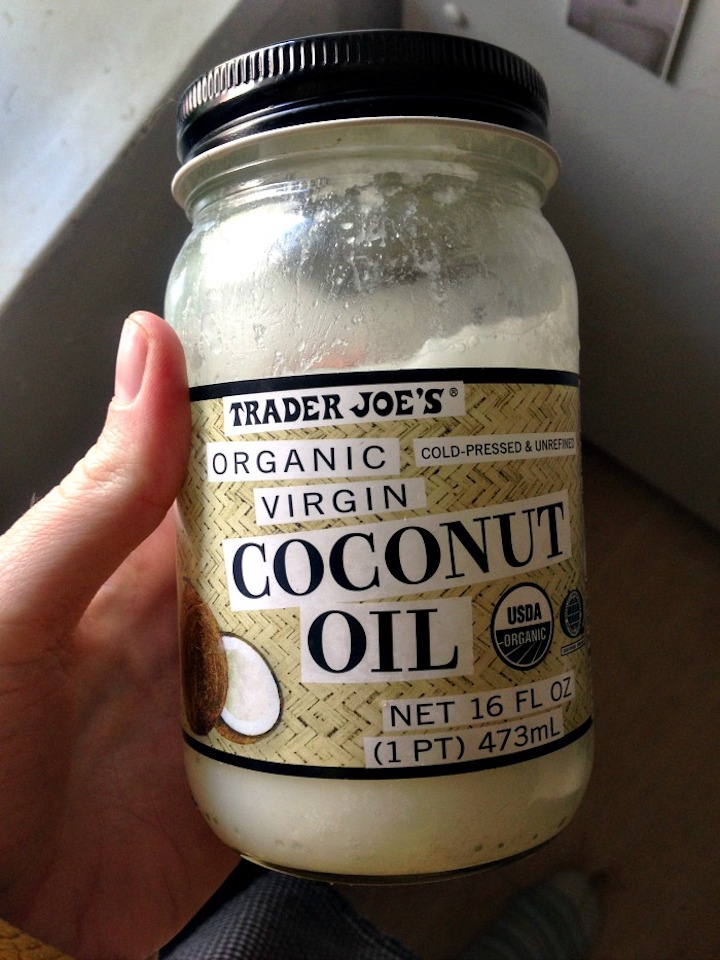 TRADER JOE'S®
ORGANIC
COLD-PRESSED & UNREFINED
VIRGIN
COCONUT
OIL
USDA
ORGANIC
NET 16 FL OZ
(1 PT) 473mL